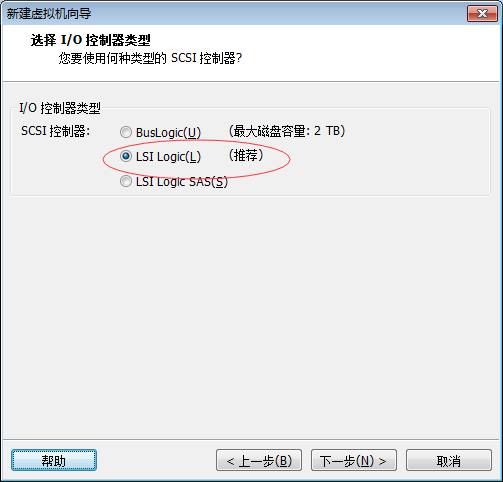 新建虚拟机向导
选择 I/O 控制器类型
您要使用何种类型的 SCSI 控制器?
I/O 控制器类型
SCSI 控制器: BusLogic(U) (最大磁盘容量: 2 TB)
LSI Logic(L) (推荐)
LSI Logic SAS(S)
帮助 < 上一步(B) 下一步(N) > 取消